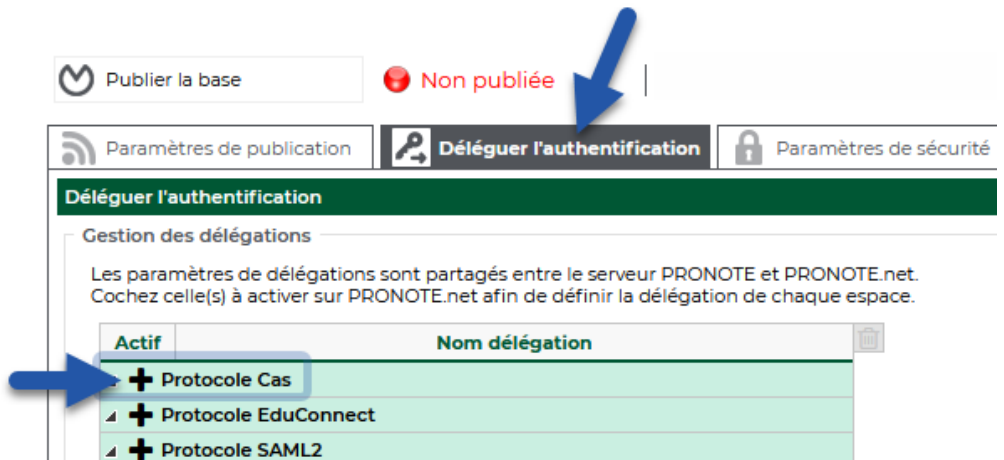 Publier la base
Non publiée
Paramètres de publication
Déléguer l'authentification
Paramètres de sécurité
Déléguer l'authentification
Gestion des délégations
Les paramètres de délégations sont partagés entre le serveur PRONOTE et PRONOTE.net.
Cochez celle(s) à activer sur PRONOTE.net afin de définir la délégation de chaque espace.
Actif
Nom délégation
Protocole Cas
Protocole EduConnect
Protocole SAML2